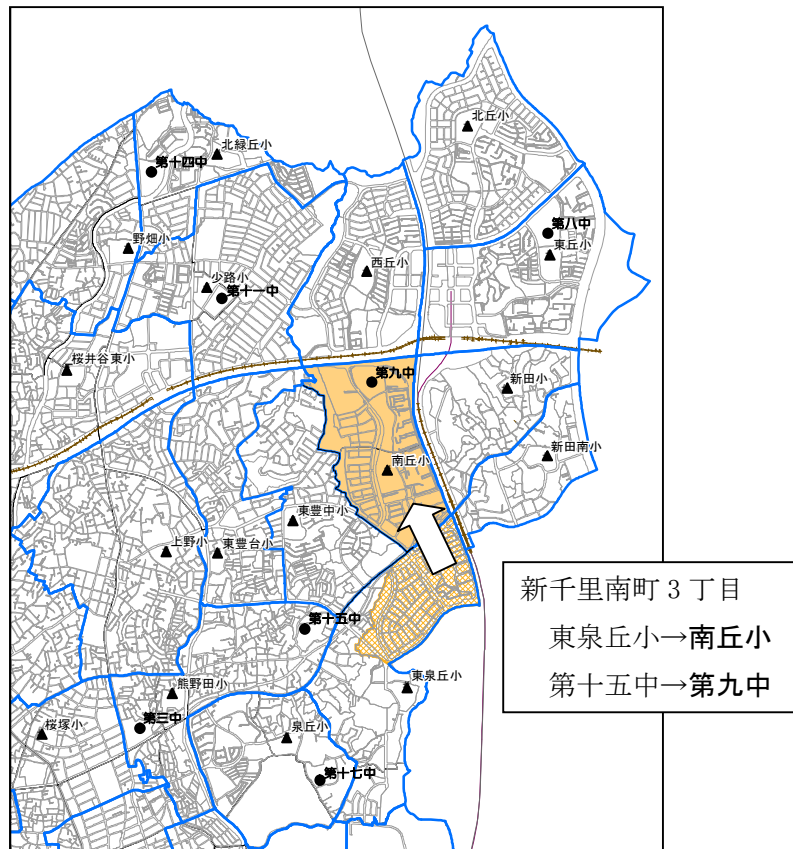 北丘小
北緑丘小
第十四中
第八中
野畑小
東丘小
西丘小
少路小
第十一中
桜井谷東小
第九中
新田小
新田南小
南丘小
東豊中小
上野小
東豊台小
新千里南町3丁目
東泉丘小→南丘小
第十五中→第九中
第十五中
東泉丘小
熊野田小
第三中
桜塚小
泉丘小
第十七中